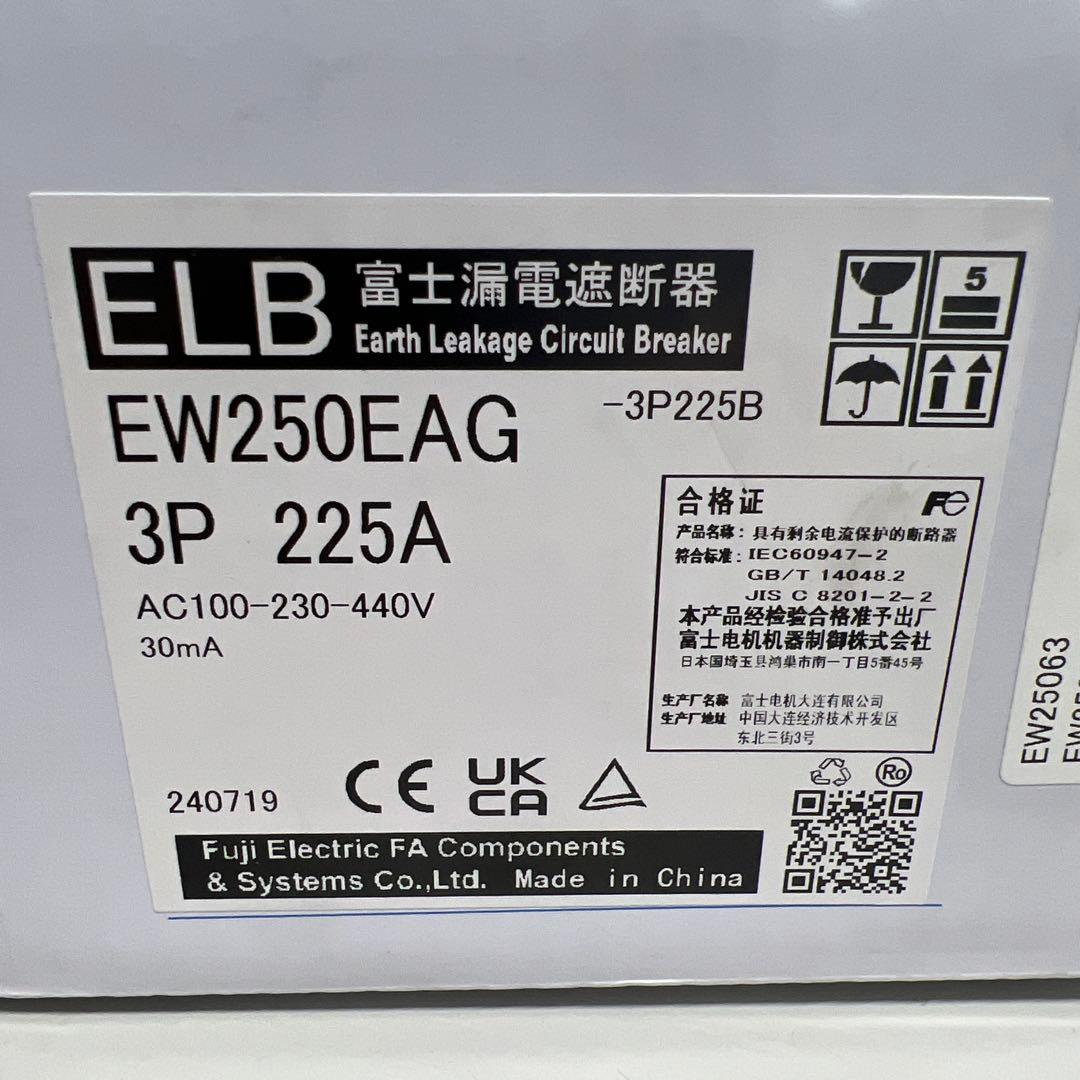 ELB
富士漏電遮断器
Earth Leakage Circuit Breaker
5
EW250EAG
-3P225B
3P 225A
AC100-230-440V
30mA
合格证
Fe
产品名称：具有剩余电流保护的断路器
符合标准：IEC60947-2
GB/T 14048.2
JIS C 8201-2-2
本产品经检验合格准予出厂
富士电机机器制御株式会社
日本国埼玉县鸿巢市南一丁目5番45号
生产厂名称 富士电机大连有限公司
生产厂地址 中国大连经济技术开发区
东北三街3号
240719
CE
UK
CA
Ro
Fuji Electric FA Components
& Systems Co.,Ltd. Made in China
EW25063